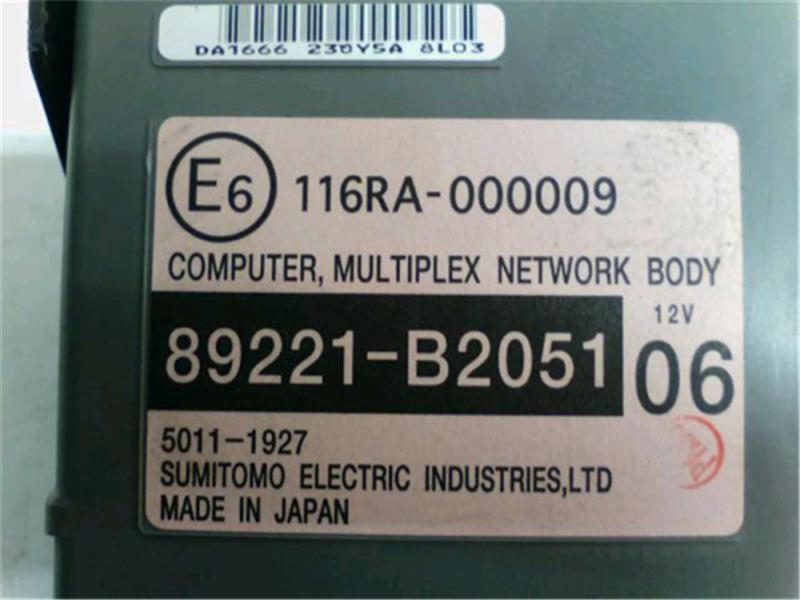 DA1666 230Y5A 8L03
E6 116RA-000009
COMPUTER, MULTIPLEX NETWORK BODY
12V
89221-B2051 06
5011-1927
SUMITOMO ELECTRIC INDUSTRIES,LTD
MADE IN JAPAN